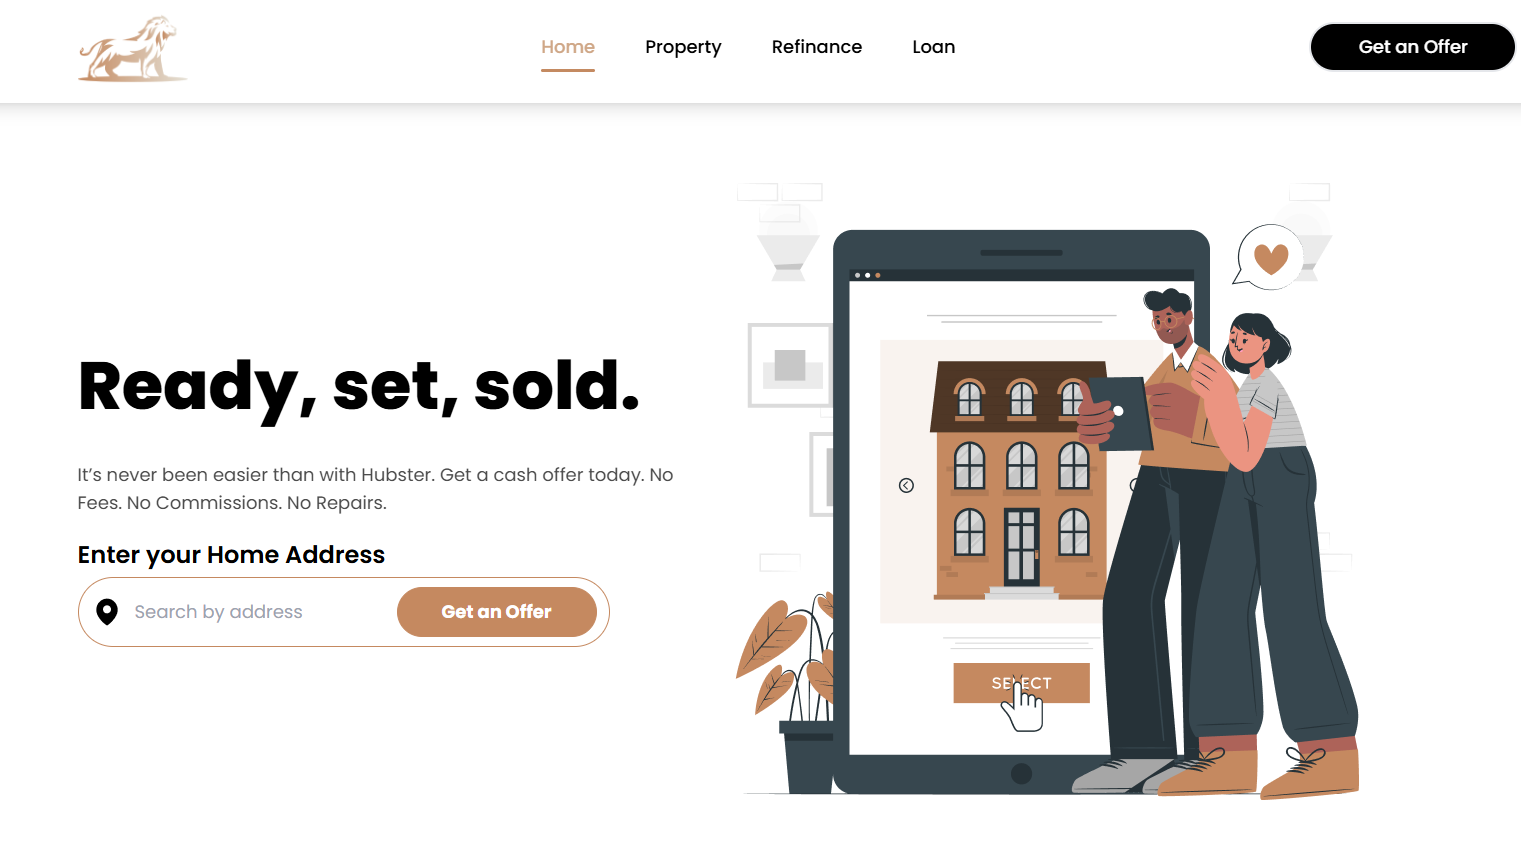 Home Property Refinance Loan Get an Offer
Ready, set, sold.
It’s never been easier than with Hubster. Get a cash offer today. No
Fees. No Commissions. No Repairs.
Enter your Home Address
Search by address Get an Offer
SELECT